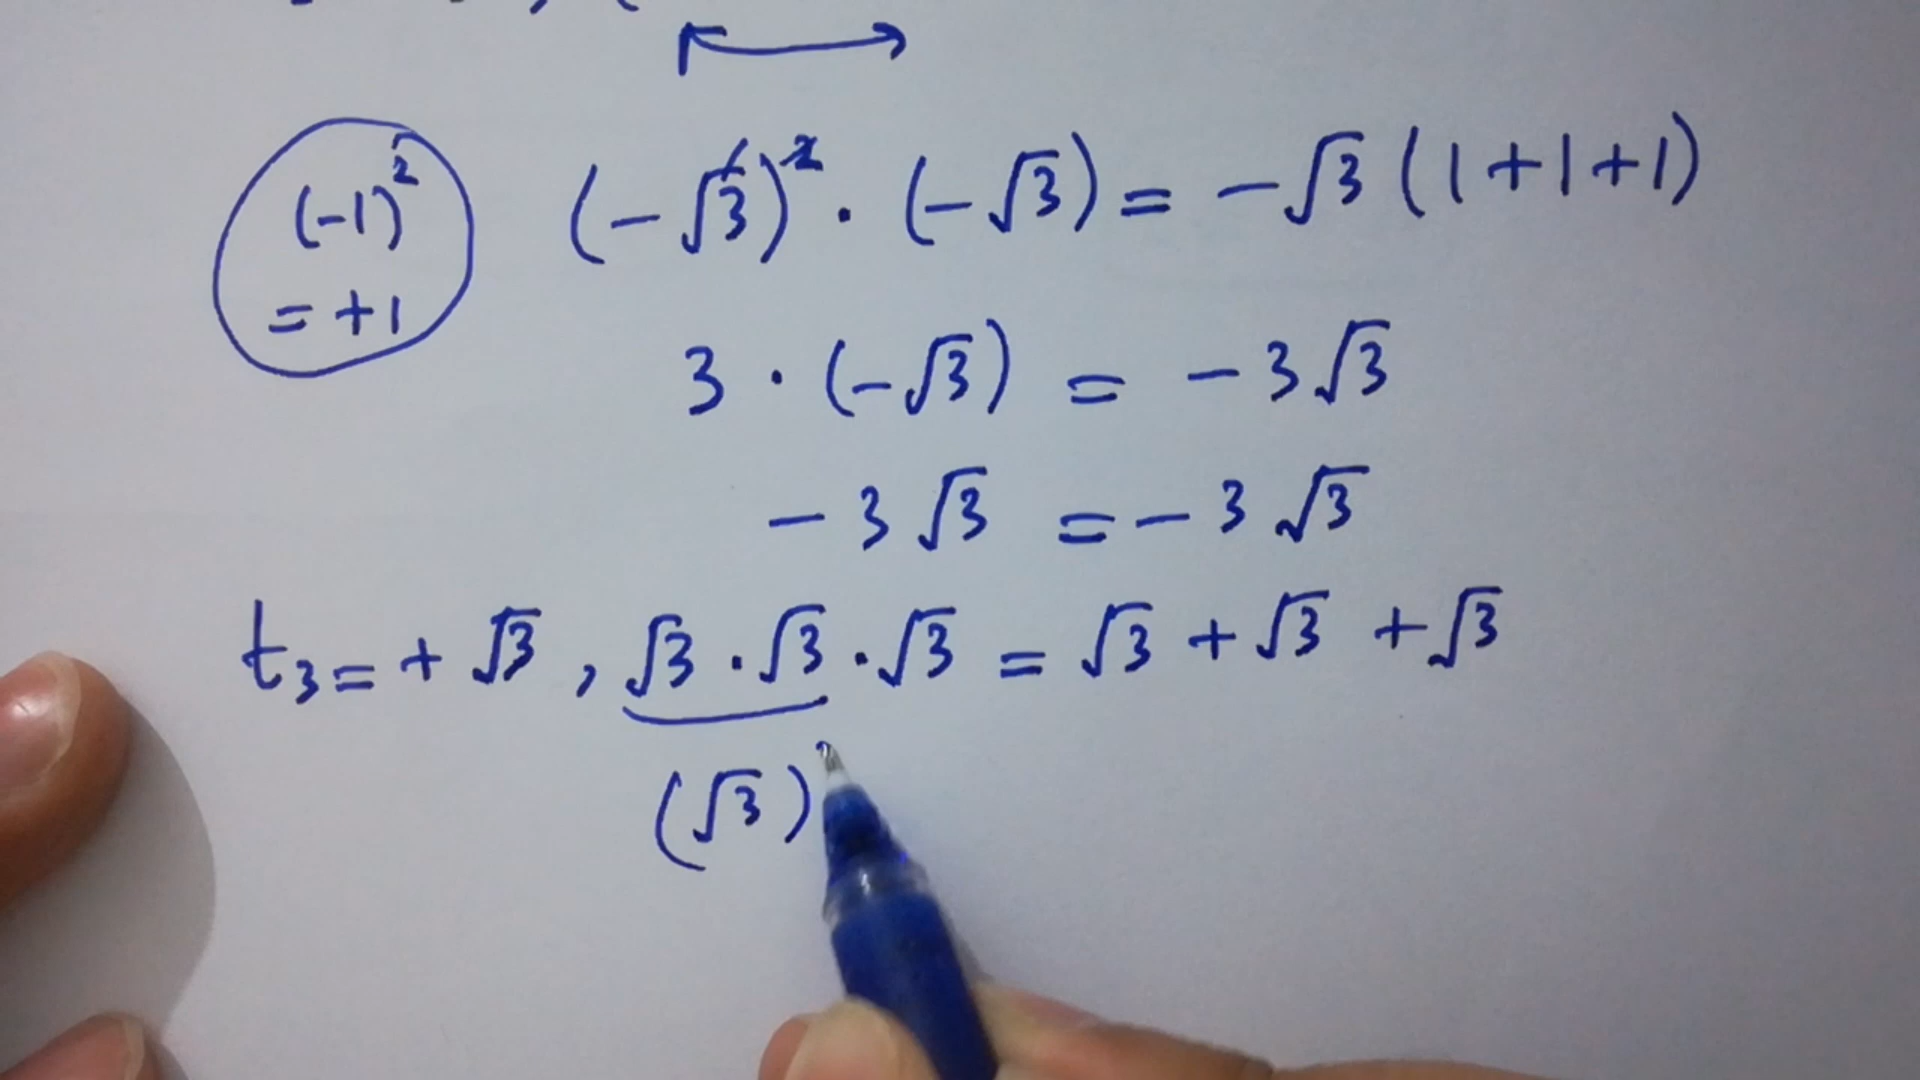 (-1)² = +1
(-√3)² · (-√3) = -√3 (1+1+1)
3 · (-√3) = -3√3
-3√3 = -3√3
t₃ = +√3 , √3 · √3 · √3 = √3 + √3 + √3
(√3)